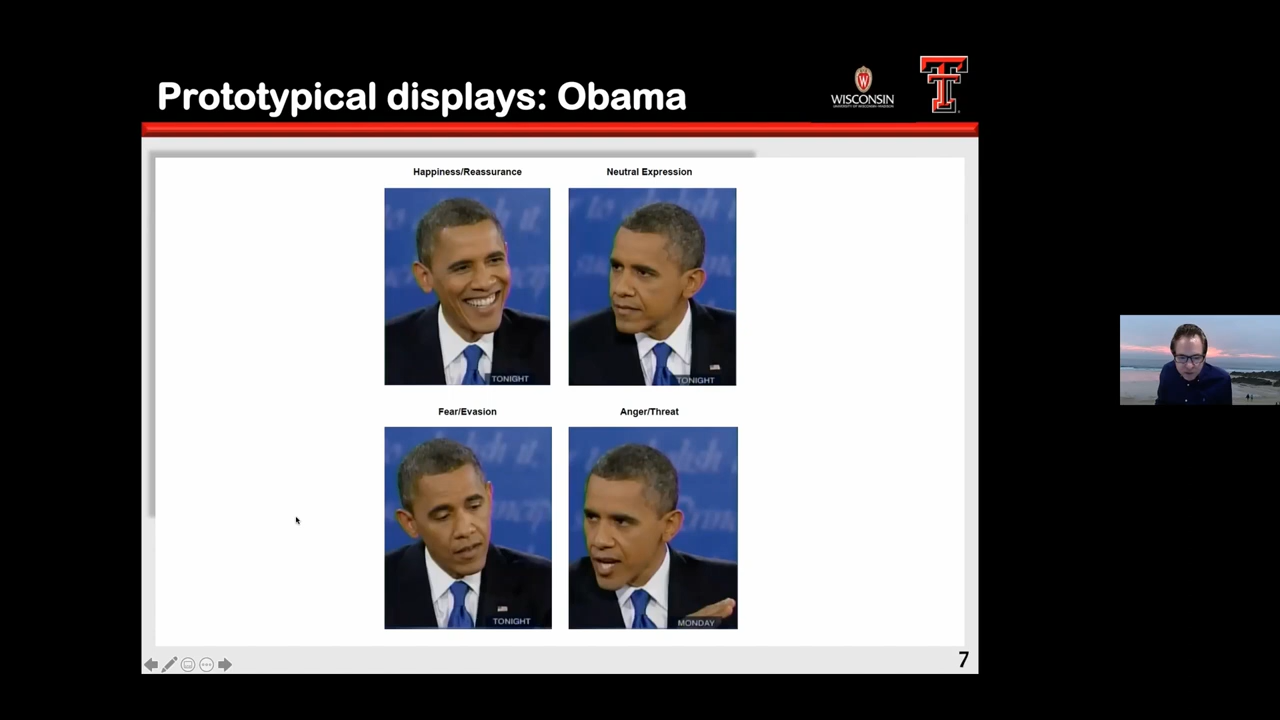 Prototypical displays: Obama
WISCONSIN
Happiness/Reassurance
Neutral Expression
TONIGHT
TONIGHT
Fear/Evasion
Anger/Threat
TONIGHT
MONDAY
7